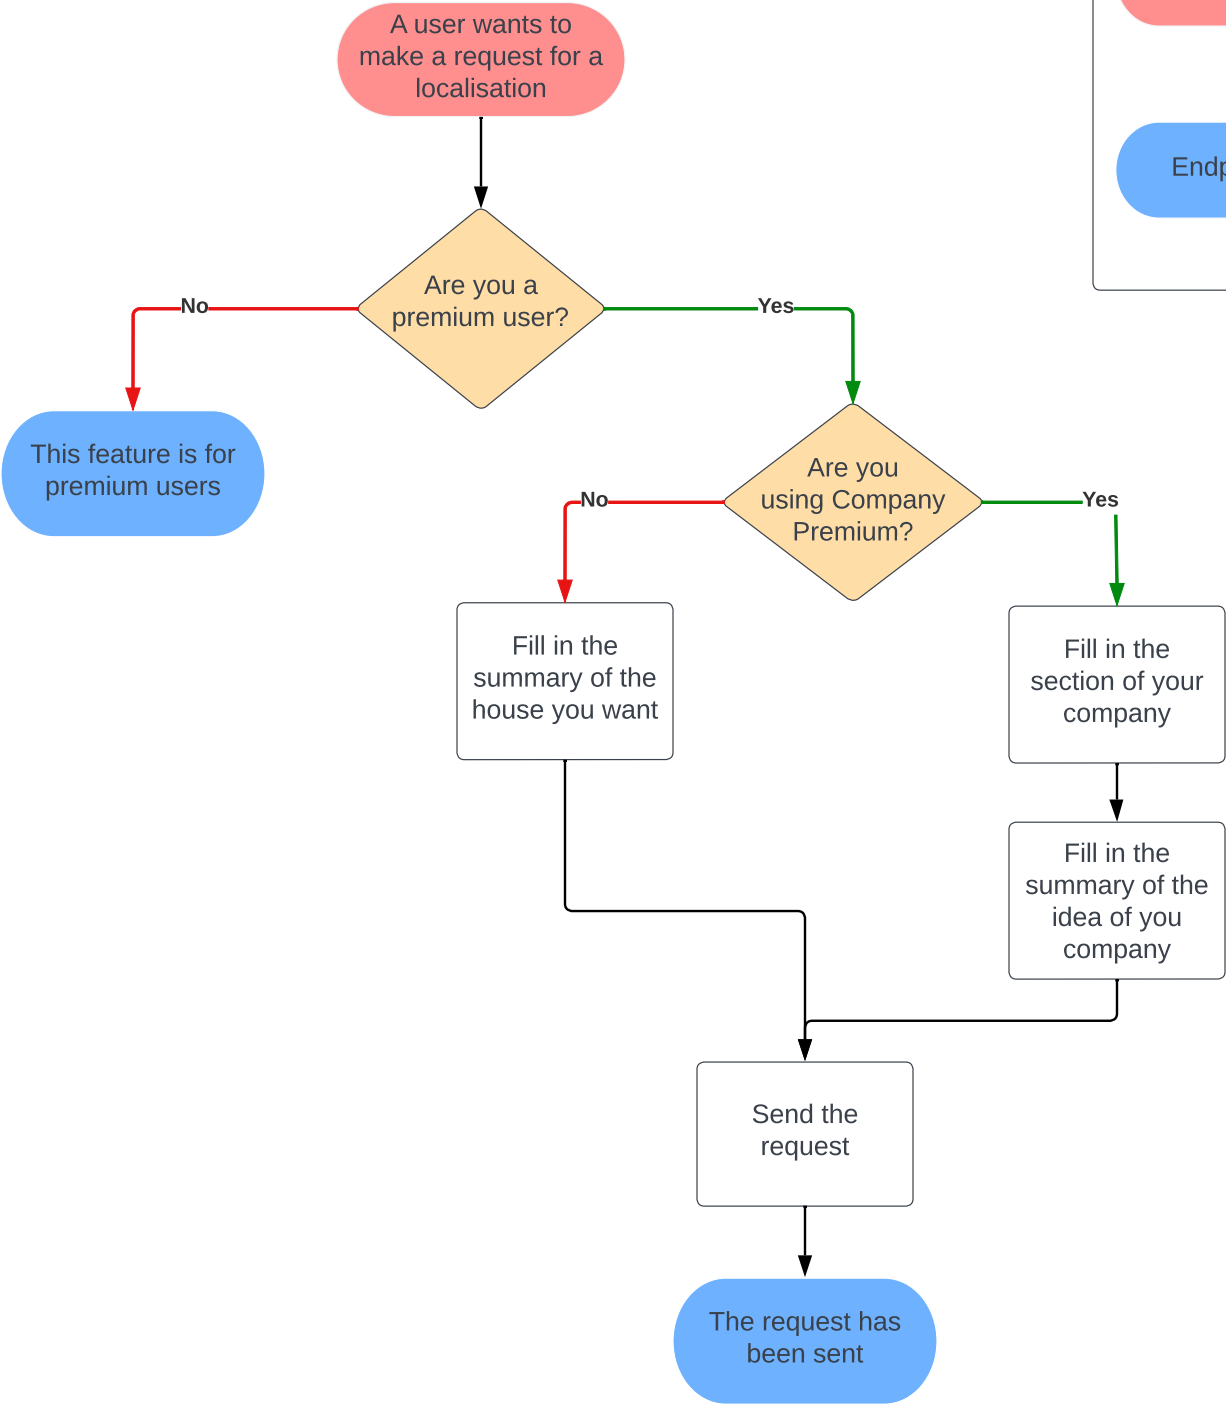 A user wants to
make a request for a
localisation
Are you a
premium user?
No
Yes
This feature is for
premium users
Are you
using Company
Premium?
No
Yes
Fill in the
summary of the
house you want
Fill in the
section of your
company
Fill in the
summary of the
idea of you
company
Send the
request
The request has
been sent